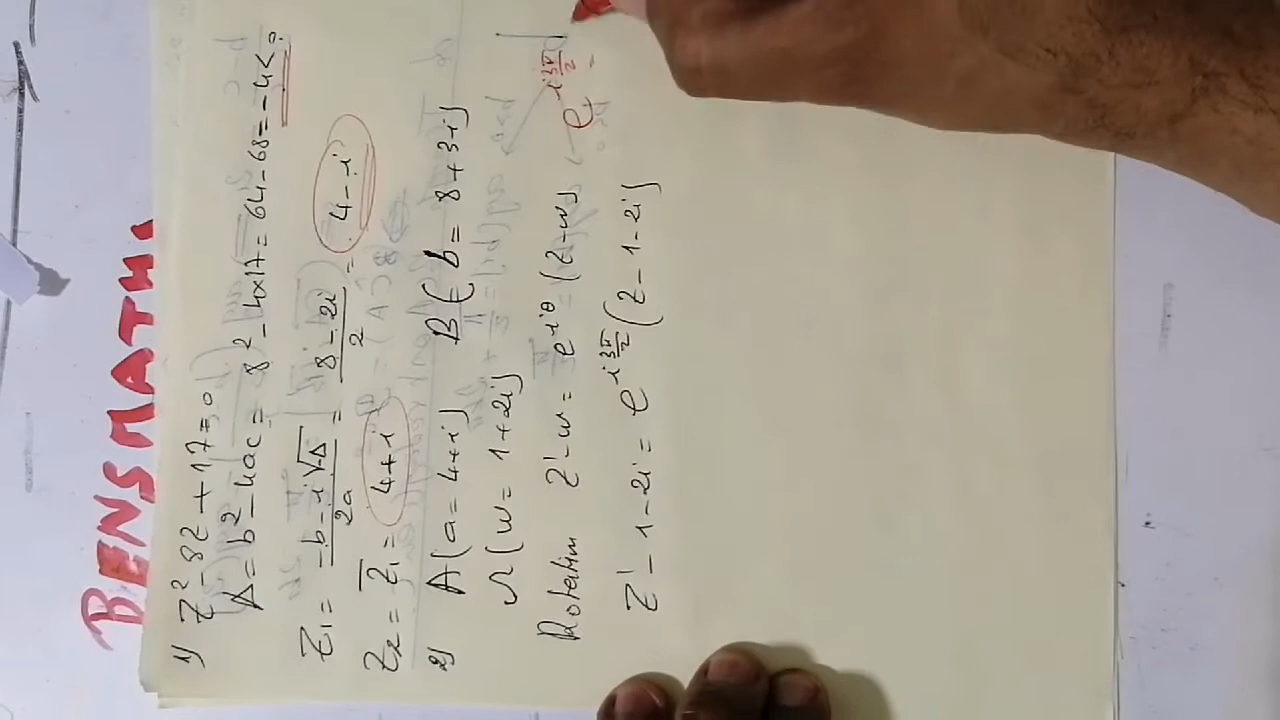 BENSMATH.
1) Z² - 8Z + 17 = 0
Δ = b² - 4ac = 8² - 4x17 = 64 - 68 = -4 < 0
Z₁ = -b - i√-Δ / 2a = 8 - 2i / 2 = 4 - i
Z₂ = Z̄₁ = 4 + i
2) A(a = 4+i) B(b = 8+3i)
Ω(w = 1+2i)
Rotation Z' - w = e^iθ (Z - w)
e^i3π/2 =
Z' - 1 - 2i = e^i3π/2 (Z - 1 - 2i)